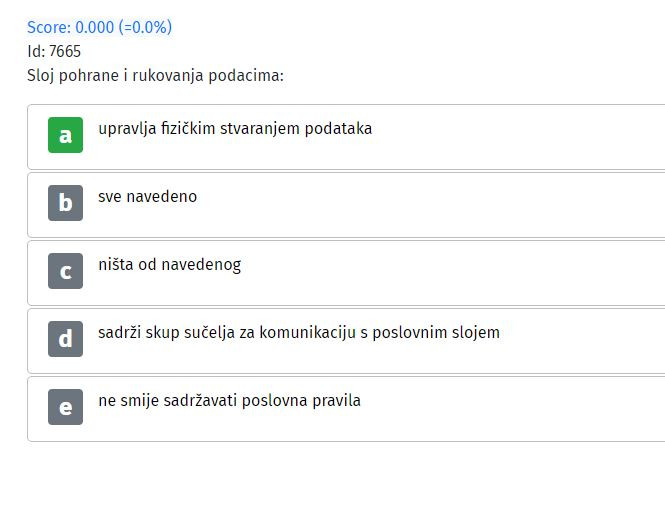 Score: 0.000 (=0.0%)
Id: 7665
Sloj pohrane i rukovanja podacima:
a upravlja fizičkim stvaranjem podataka
b sve navedeno
c ništa od navedenog
d sadrži skup sučelja za komunikaciju s poslovnim slojem
e ne smije sadržavati poslovna pravila